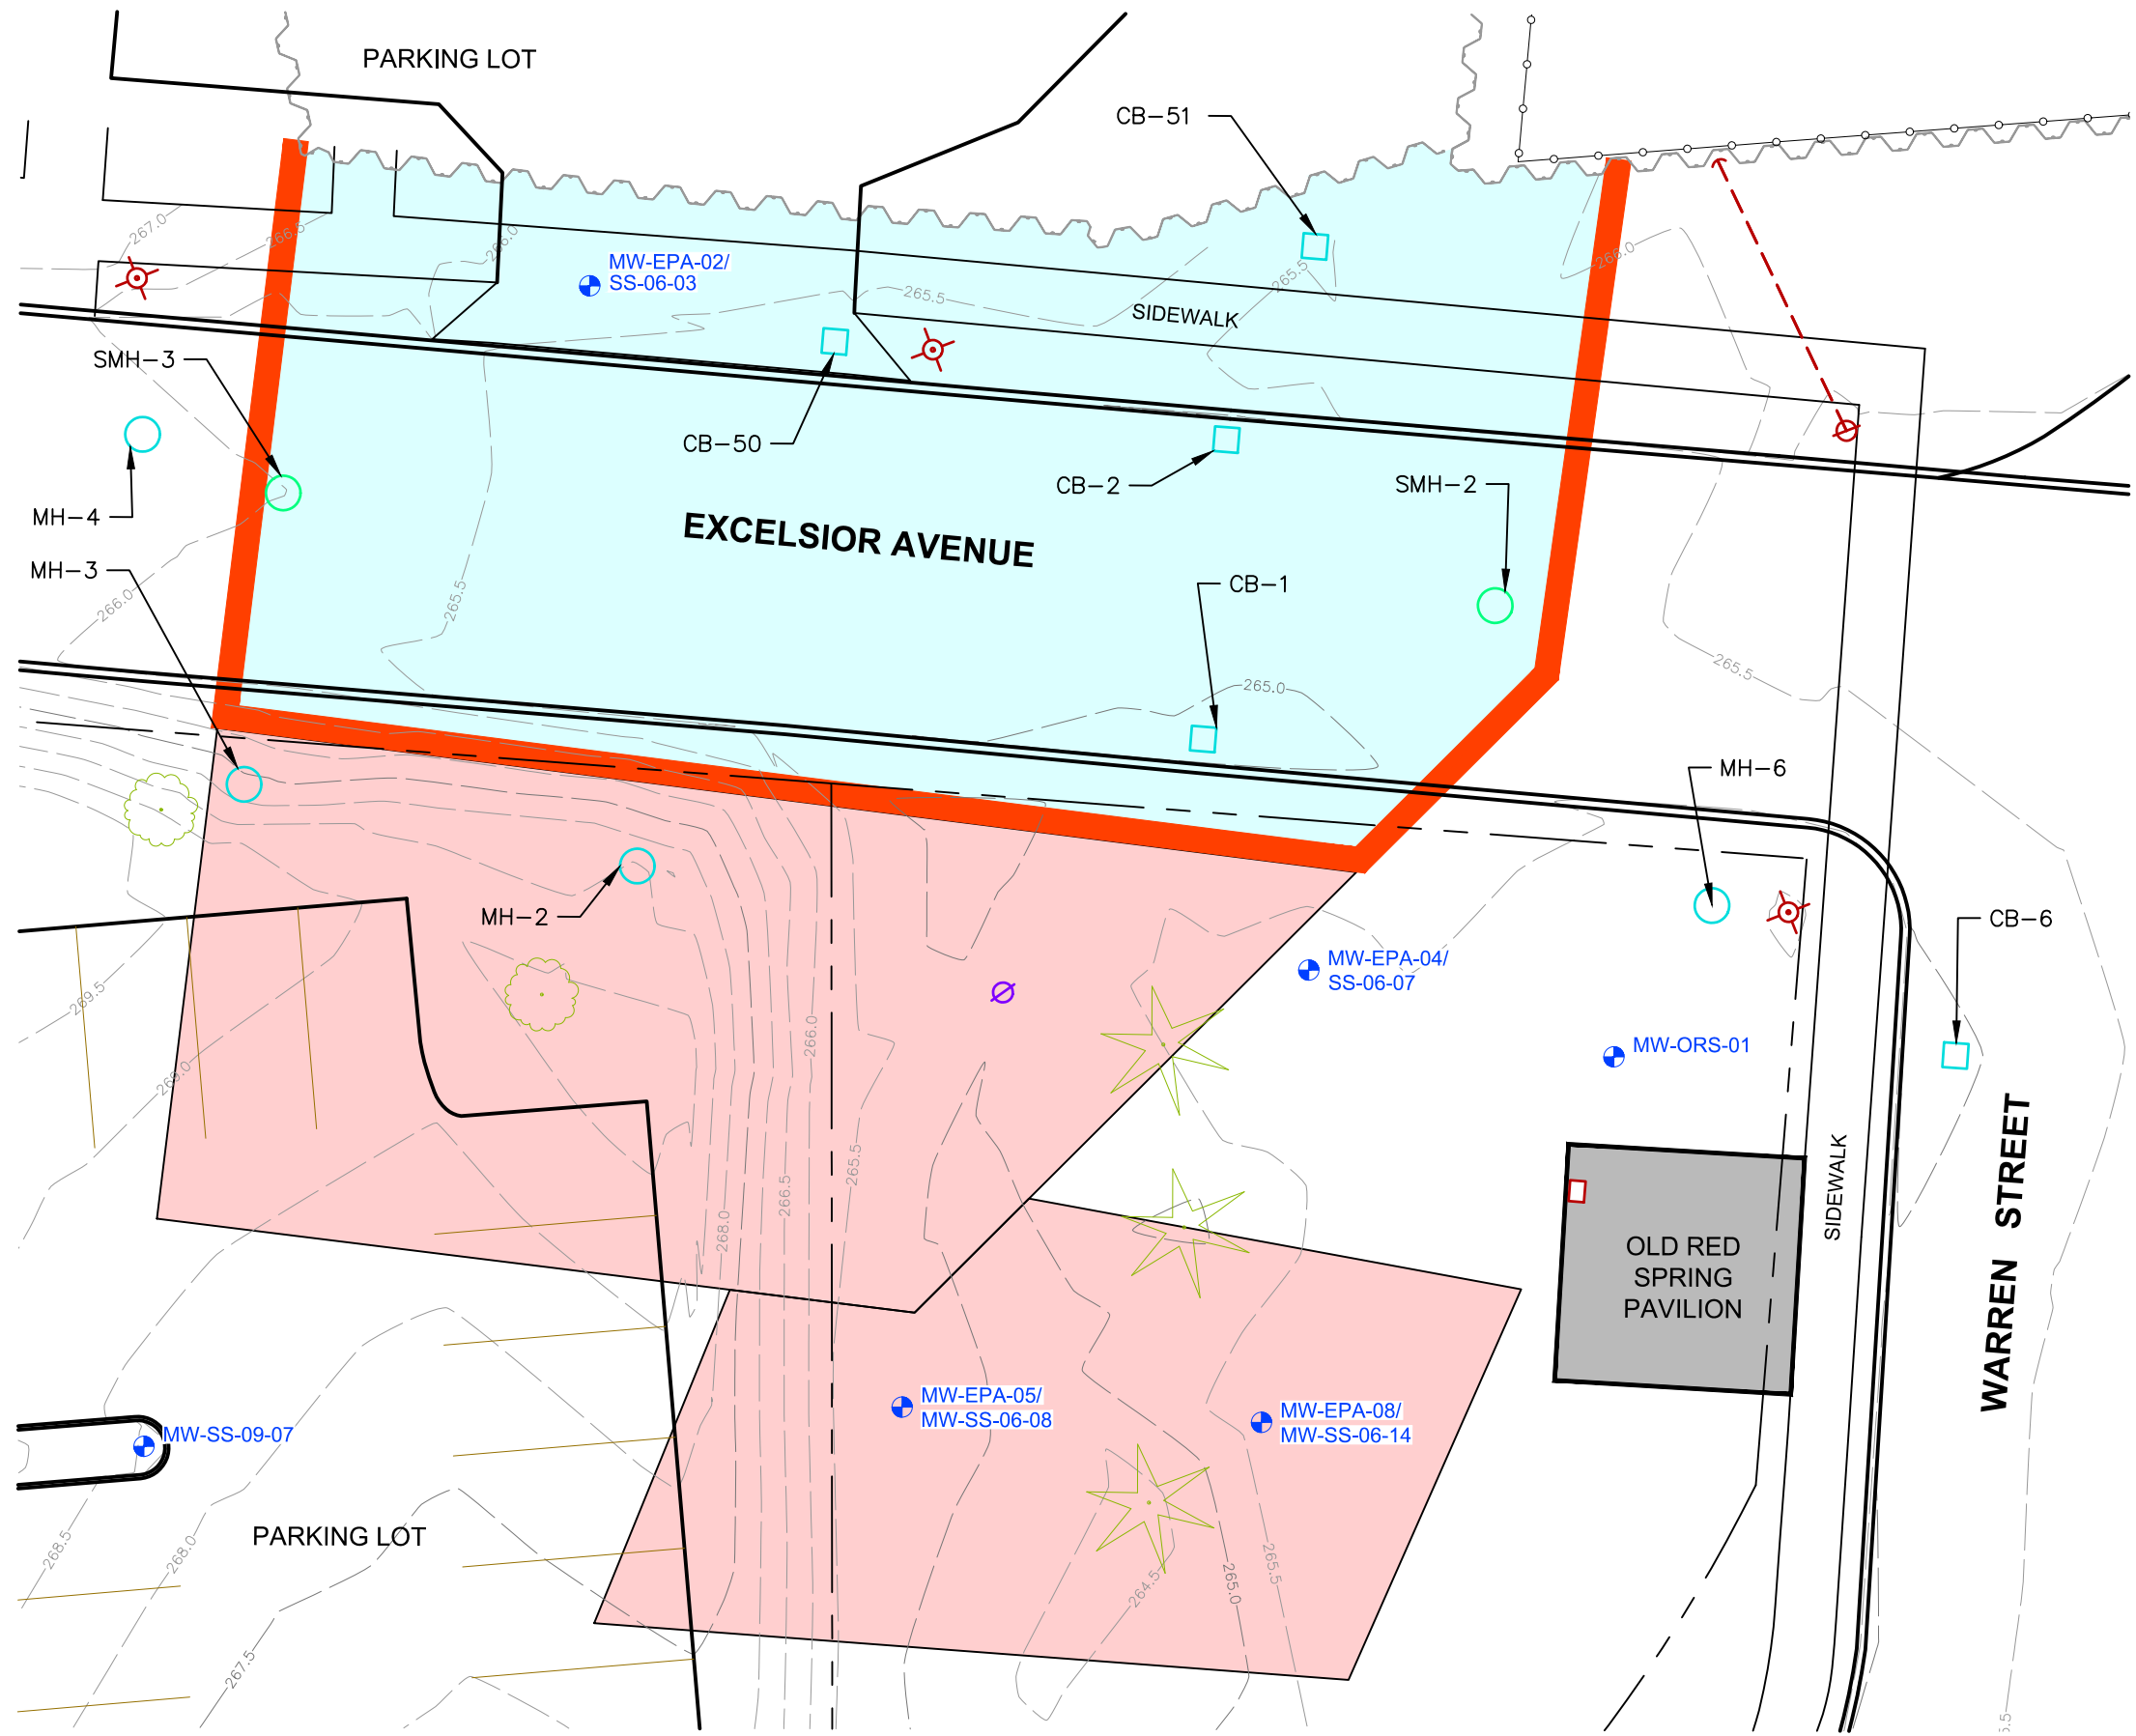 PARKING LOT
CB-51
267.0
266.5
266.0
MW-EPA-02/
SS-06-03
265.5
265.5
266.0
SIDEWALK
SMH-3
CB-50
CB-2
SMH-2
MH-4
EXCELSIOR AVENUE
MH-3
CB-1
266.0
265.5
265.5
265.0
MH-6
MH-2
CB-6
MW-EPA-04/
SS-06-07
269.5
266.0
MW-ORS-01
269.0
265.5
266.5
268.0
SIDEWALK
WARREN STREET
OLD RED
SPRING
PAVILION
MW-EPA-05/
MW-SS-06-08
MW-EPA-08/
MW-SS-06-14
MW-SS-09-07
PARKING LOT
268.5
268.0
264.5
265.0
265.5
267.5